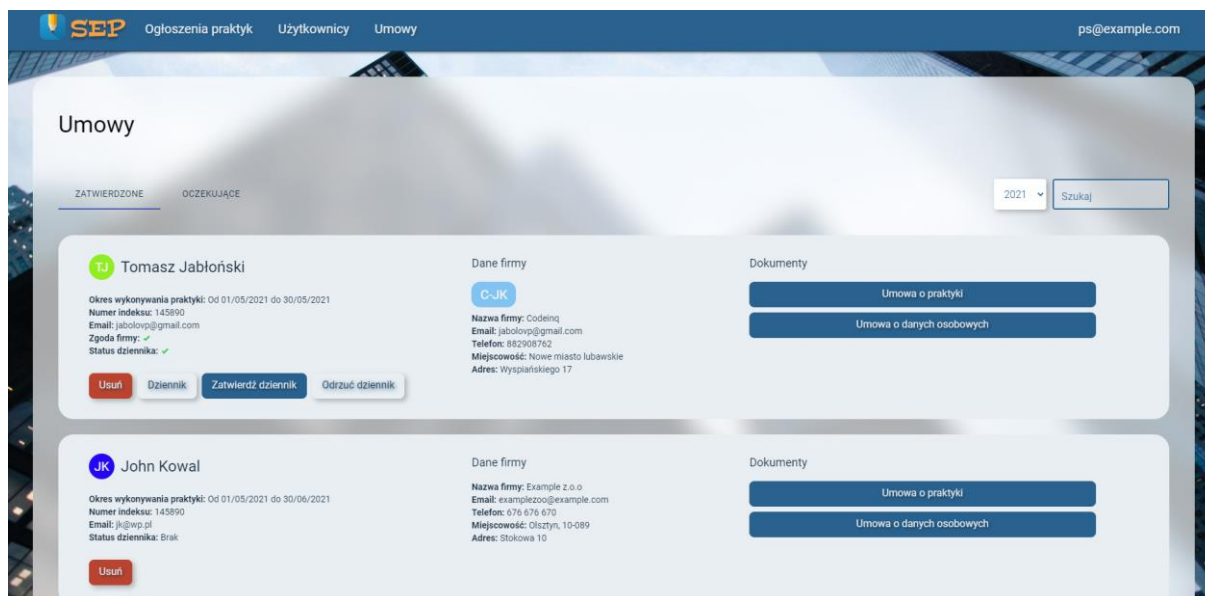 SEP Ogłoszenia praktyk Użytkownicy Umowy ps@example.com
Umowy
ZATWIERDZONE OCZEKUJĄCE 2021 Szukaj
TJ Tomasz Jabłoński
Okres wykonywania praktyki: Od 01/05/2021 do 30/05/2021
Numer indeksu: 145890
Email: jabolovp@gmail.com
Zgoda firmy: ✓
Status dziennika: ✓
Usuń Dziennik Zatwierdź dziennik Odrzuć dziennik
Dane firmy
C-JK
Nazwa firmy: Codeinq
Email: jabolovp@gmail.com
Telefon: 882908762
Miejscowość: Nowe miasto lubawskie
Adres: Wyspiańskiego 17
Dokumenty
Umowa o praktyki
Umowa o danych osobowych
JK John Kowal
Okres wykonywania praktyki: Od 01/05/2021 do 30/06/2021
Numer indeksu: 145890
Email: jk@wp.pl
Status dziennika: Brak
Usuń
Dane firmy
Nazwa firmy: Example z.o.o
Email: examplezoo@example.com
Telefon: 676 676 670
Miejscowość: Olsztyn, 10-089
Adres: Stokowa 10
Dokumenty
Umowa o praktyki
Umowa o danych osobowych